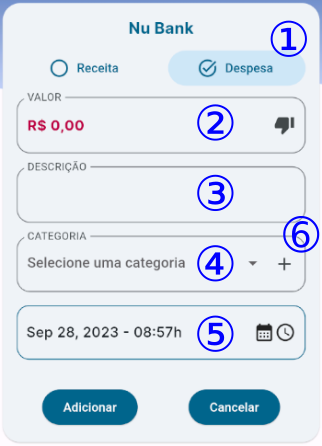 Nu Bank
①
Receita
Despesa
VALOR
R$ 0,00
②
DESCRIÇÃO
③
CATEGORIA
⑥
Selecione uma categoria
④
Sep 28, 2023 - 08:57h
⑤
Adicionar
Cancelar